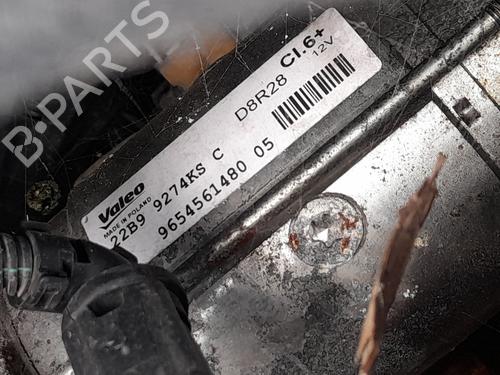 Valeo
MADE IN POLAND
22B9 9274KS C D8R28 Cl.6+
12V
9654561480 05
B-PARTS